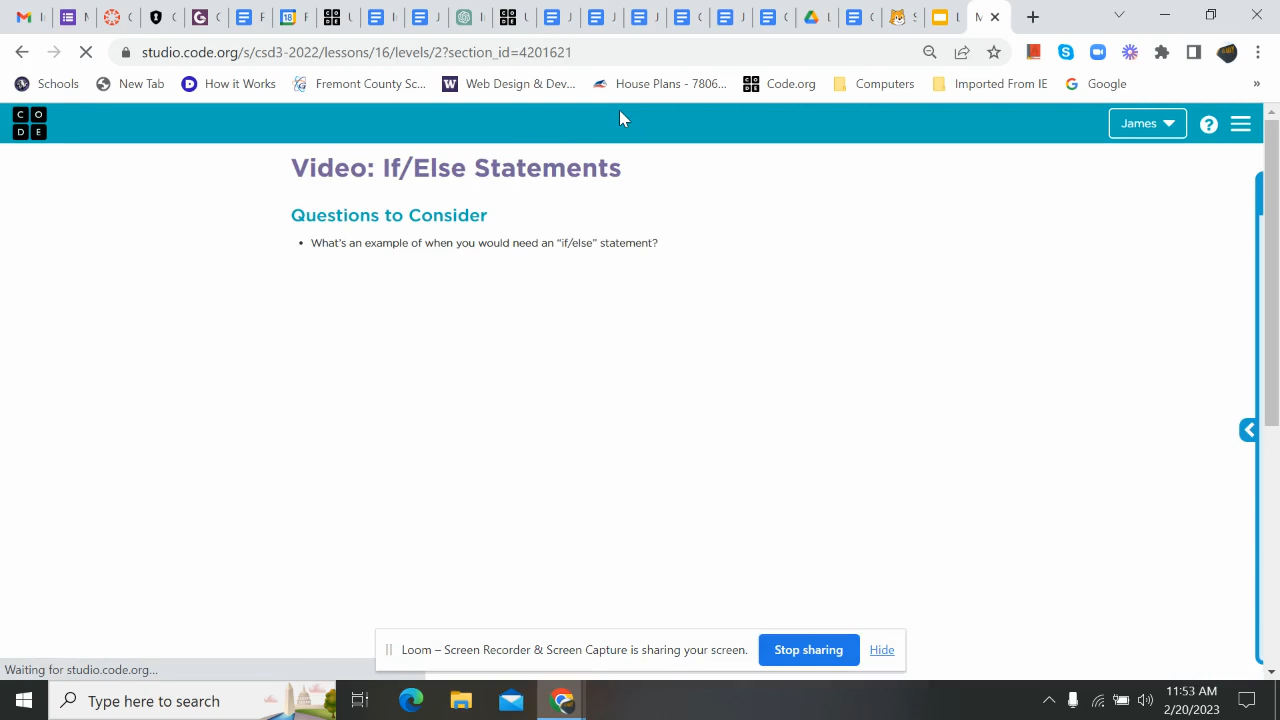 studio.code.org/s/csd3-2022/lessons/16/levels/2?section_id=4201621
Schools New Tab How it Works Fremont County Sc... Web Design & Dev... House Plans - 7806... Code.org Computers Imported From IE Google »
CODE James
Video: If/Else Statements
Questions to Consider
• What's an example of when you would need an “if/else” statement?
Loom – Screen Recorder & Screen Capture is sharing your screen. Stop sharing Hide
Waiting for studio.code.org...
Type here to search
11:53 AM
2/20/2023